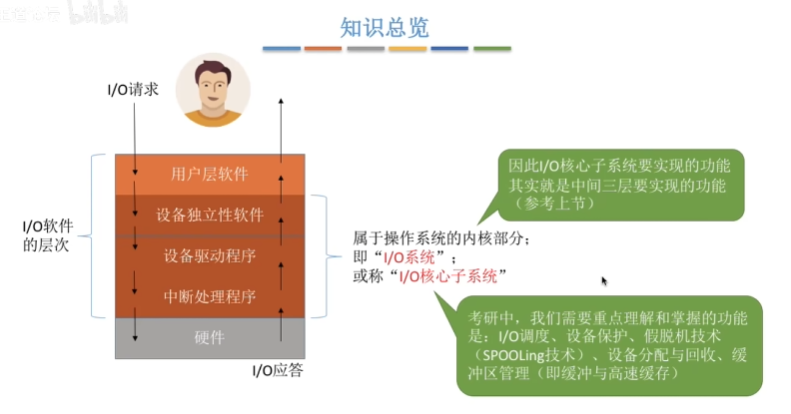 知识总览
I/O请求
用户层软件
设备独立性软件
设备驱动程序
中断处理程序
硬件
I/O应答
I/O软件
的层次
属于操作系统的内核部分；
即“I/O系统”；
或称“I/O核心子系统”
因此I/O核心子系统要实现的功能
其实就是中间三层要实现的功能
（参考上节）
考研中，我们需要重点理解和掌握的功能
是：I/O调度、设备保护、假脱机技术
（SPOOLing技术）、设备分配与回收、缓
冲区管理（即缓冲与高速缓存）